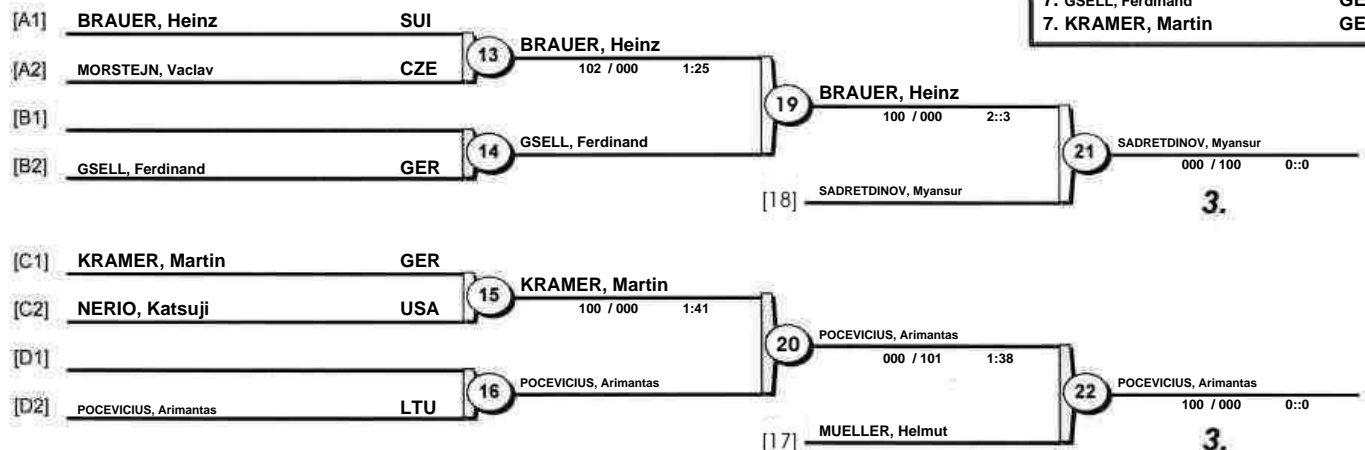 7. GSELL, Ferdinand GE
7. KRAMER, Martin GE
[A1] BRAUER, Heinz SUI
13 BRAUER, Heinz
102 / 000 1:25
[A2] MORSTEJN, Vaclav CZE
19 BRAUER, Heinz
100 / 000 2::3
[B1]
14 GSELL, Ferdinand
[B2] GSELL, Ferdinand GER
21 SADRETDINOV, Myansur
000 / 100 0::0
[18] SADRETDINOV, Myansur
3.
[C1] KRAMER, Martin GER
15 KRAMER, Martin
100 / 000 1:41
[C2] NERIO, Katsuji USA
20 POCEVICIUS, Arimantas
000 / 101 1:38
[D1]
16 POCEVICIUS, Arimantas
[D2] POCEVICIUS, Arimantas LTU
22 POCEVICIUS, Arimantas
100 / 000 0::0
[17] MUELLER, Helmut
3.